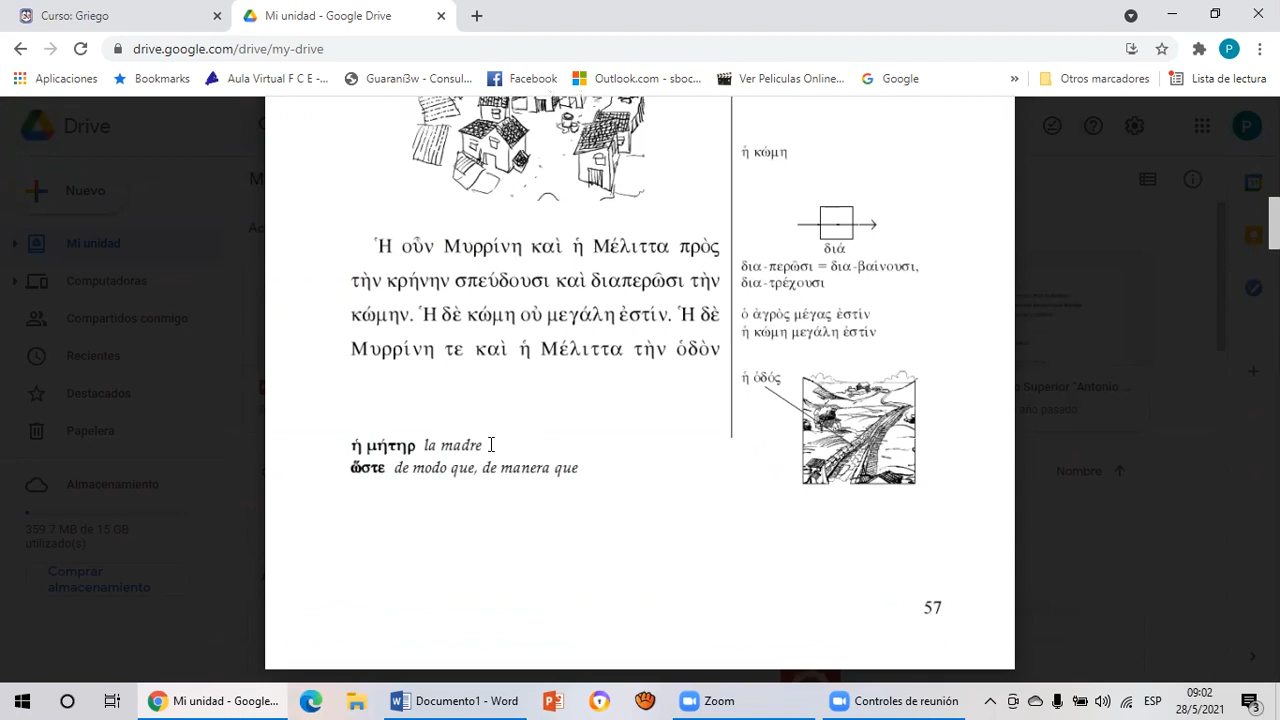 Curso: Griego
Mi unidad - Google Drive
drive.google.com/drive/my-drive
Aplicaciones
Bookmarks
Aula Virtual F C E -...
Guaraní3w - Consul...
Facebook
Outlook.com - sboc...
Ver Peliculas Online...
Google
»
Otros marcadores
Lista de lectura
Drive
P
Nuevo
Mi unidad
Computadoras
Compartidos conmigo
Recientes
Destacados
Papelera
Almacenamiento
359.7 MB de 15 GB
utilizado(s)
Comprar
almacenamiento
ἡ κώμη
διά
δια-περῶσι = δια-βαίνουσι,
δια-τρέχουσι
ὁ ἀγρὸς μέγας ἐστίν
ἡ κώμη μεγάλη ἐστίν
ἡ ὁδός
Ἡ οὖν Μυρρίνη καὶ ἡ Μέλιττα πρὸς
τὴν κρήνην σπεύδουσι καὶ διαπερῶσι τὴν
κώμην. Ἡ δὲ κώμη οὐ μεγάλη ἐστίν. Ἡ δὲ
Μυρρίνη τε καὶ ἡ Μέλιττα τὴν ὁδὸν
ἡ μήτηρ la madre
ὥστε de modo que, de manera que
57
Superior "Antonio ...
año pasado
Nombre
Mi unidad - Google...
Documento1 - Word
Zoom
Controles de reunión
ESP
09:02
28/5/2021
3